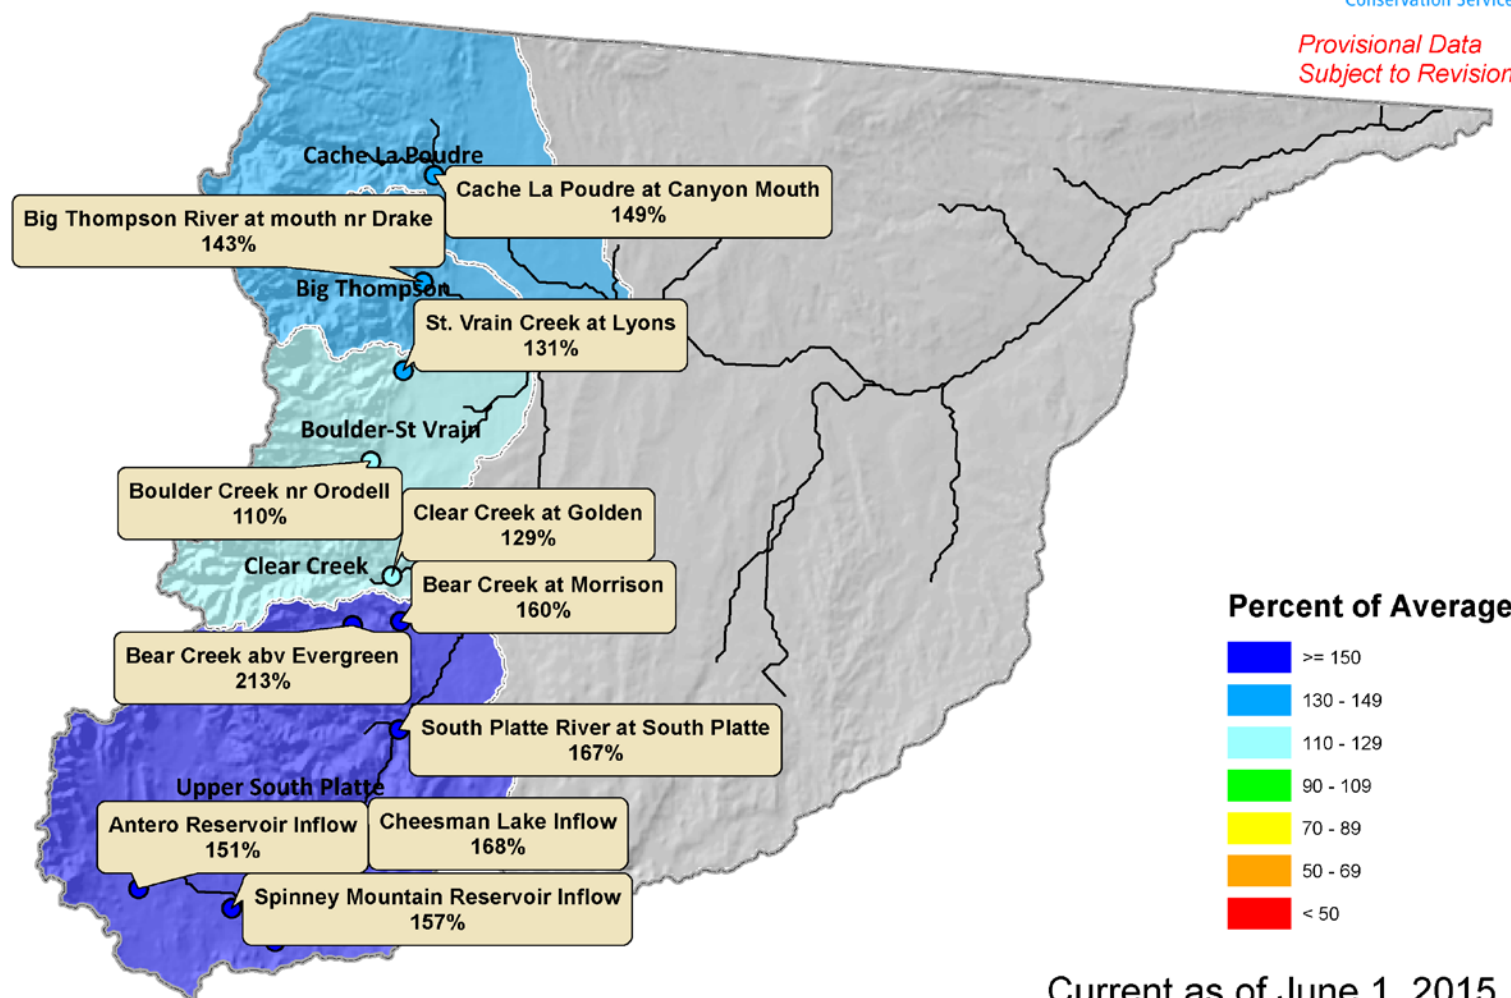 Conservation Service
Provisional Data
Subject to Revision
Cache La Poudre
Cache La Poudre at Canyon Mouth
149%
Big Thompson River at mouth nr Drake
143%
Big Thompson
St. Vrain Creek at Lyons
131%
Boulder-St Vrain
Boulder Creek nr Orodell
110%
Clear Creek at Golden
129%
Clear Creek
Bear Creek at Morrison
160%
Bear Creek abv Evergreen
213%
South Platte River at South Platte
167%
Upper South Platte
Antero Reservoir Inflow
151%
Cheesman Lake Inflow
168%
Spinney Mountain Reservoir Inflow
157%
Percent of Average
>= 150
130 - 149
110 - 129
90 - 109
70 - 89
50 - 69
< 50
Current as of June 1, 2015